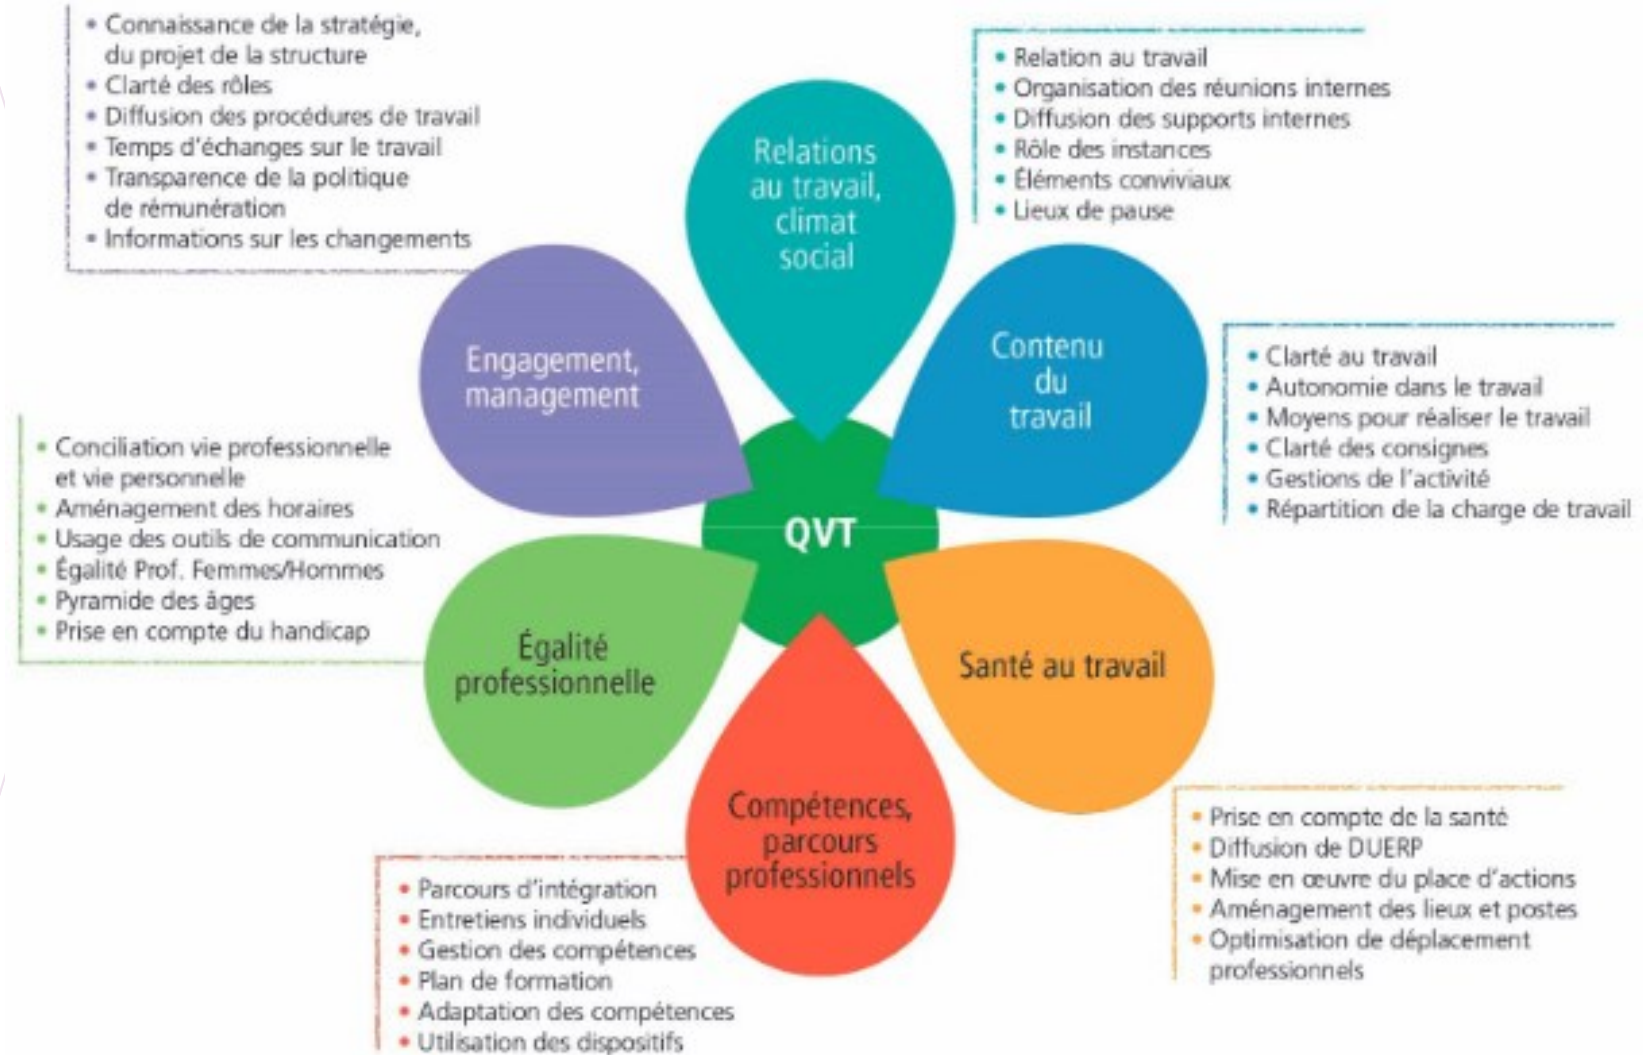 • Connaissance de la stratégie,
du projet de la structure
• Clarté des rôles
• Diffusion des procédures de travail
• Temps d'échanges sur le travail
• Transparence de la politique
de rémunération
• Informations sur les changements
Relations
au travail,
climat
social
• Relation au travail
• Organisation des réunions internes
• Diffusion des supports internes
• Rôle des instances
• Éléments conviviaux
• Lieux de pause
Engagement,
management
Contenu
du
travail
• Clarté au travail
• Autonomie dans le travail
• Moyens pour réaliser le travail
• Clarté des consignes
• Gestions de l'activité
• Répartition de la charge de travail
• Conciliation vie professionnelle
et vie personnelle
• Aménagement des horaires
• Usage des outils de communication
• Égalité Prof. Femmes/Hommes
• Pyramide des âges
• Prise en compte du handicap
QVT
Égalité
professionnelle
Santé au travail
Compétences,
parcours
professionnels
• Prise en compte de la santé
• Diffusion de DUERP
• Mise en œuvre du place d'actions
• Aménagement des lieux et postes
• Optimisation de déplacement
professionnels
• Parcours d'intégration
• Entretiens individuels
• Gestion des compétences
• Plan de formation
• Adaptation des compétences
• Utilisation des dispositifs